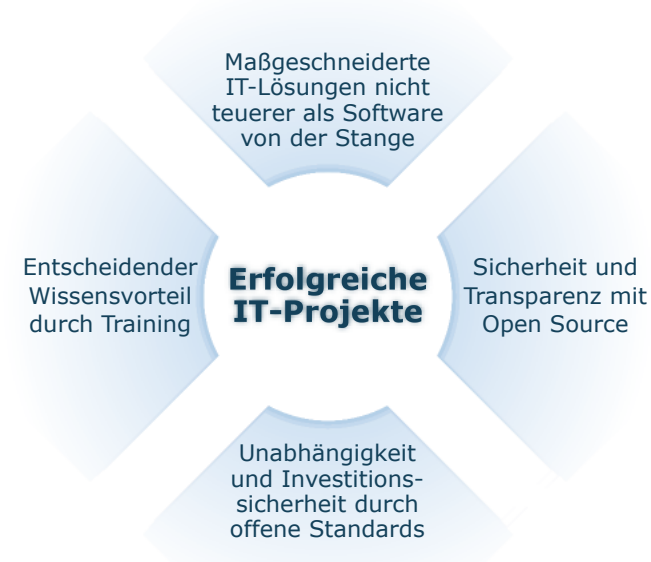 Maßgeschneiderte
IT-Lösungen nicht
teuerer als Software
von der Stange
Entscheidender
Wissensvorteil
durch Training
Erfolgreiche
IT-Projekte
Sicherheit und
Transparenz mit
Open Source
Unabhängigkeit
und Investitions-
sicherheit durch
offene Standards